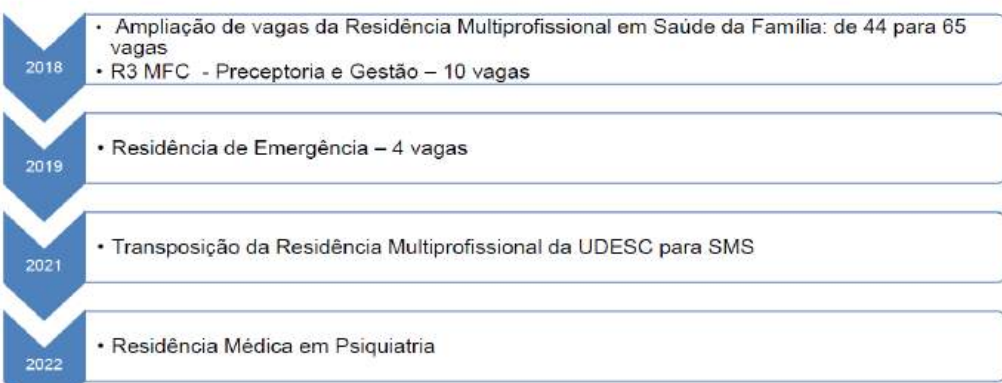 2018
• Ampliação de vagas da Residência Multiprofissional em Saúde da Família: de 44 para 65
vagas
• R3 MFC - Preceptoria e Gestão – 10 vagas
2019
• Residência de Emergência – 4 vagas
2021
• Transposição da Residência Multiprofissional da UDESC para SMS
2022
• Residência Médica em Psiquiatria